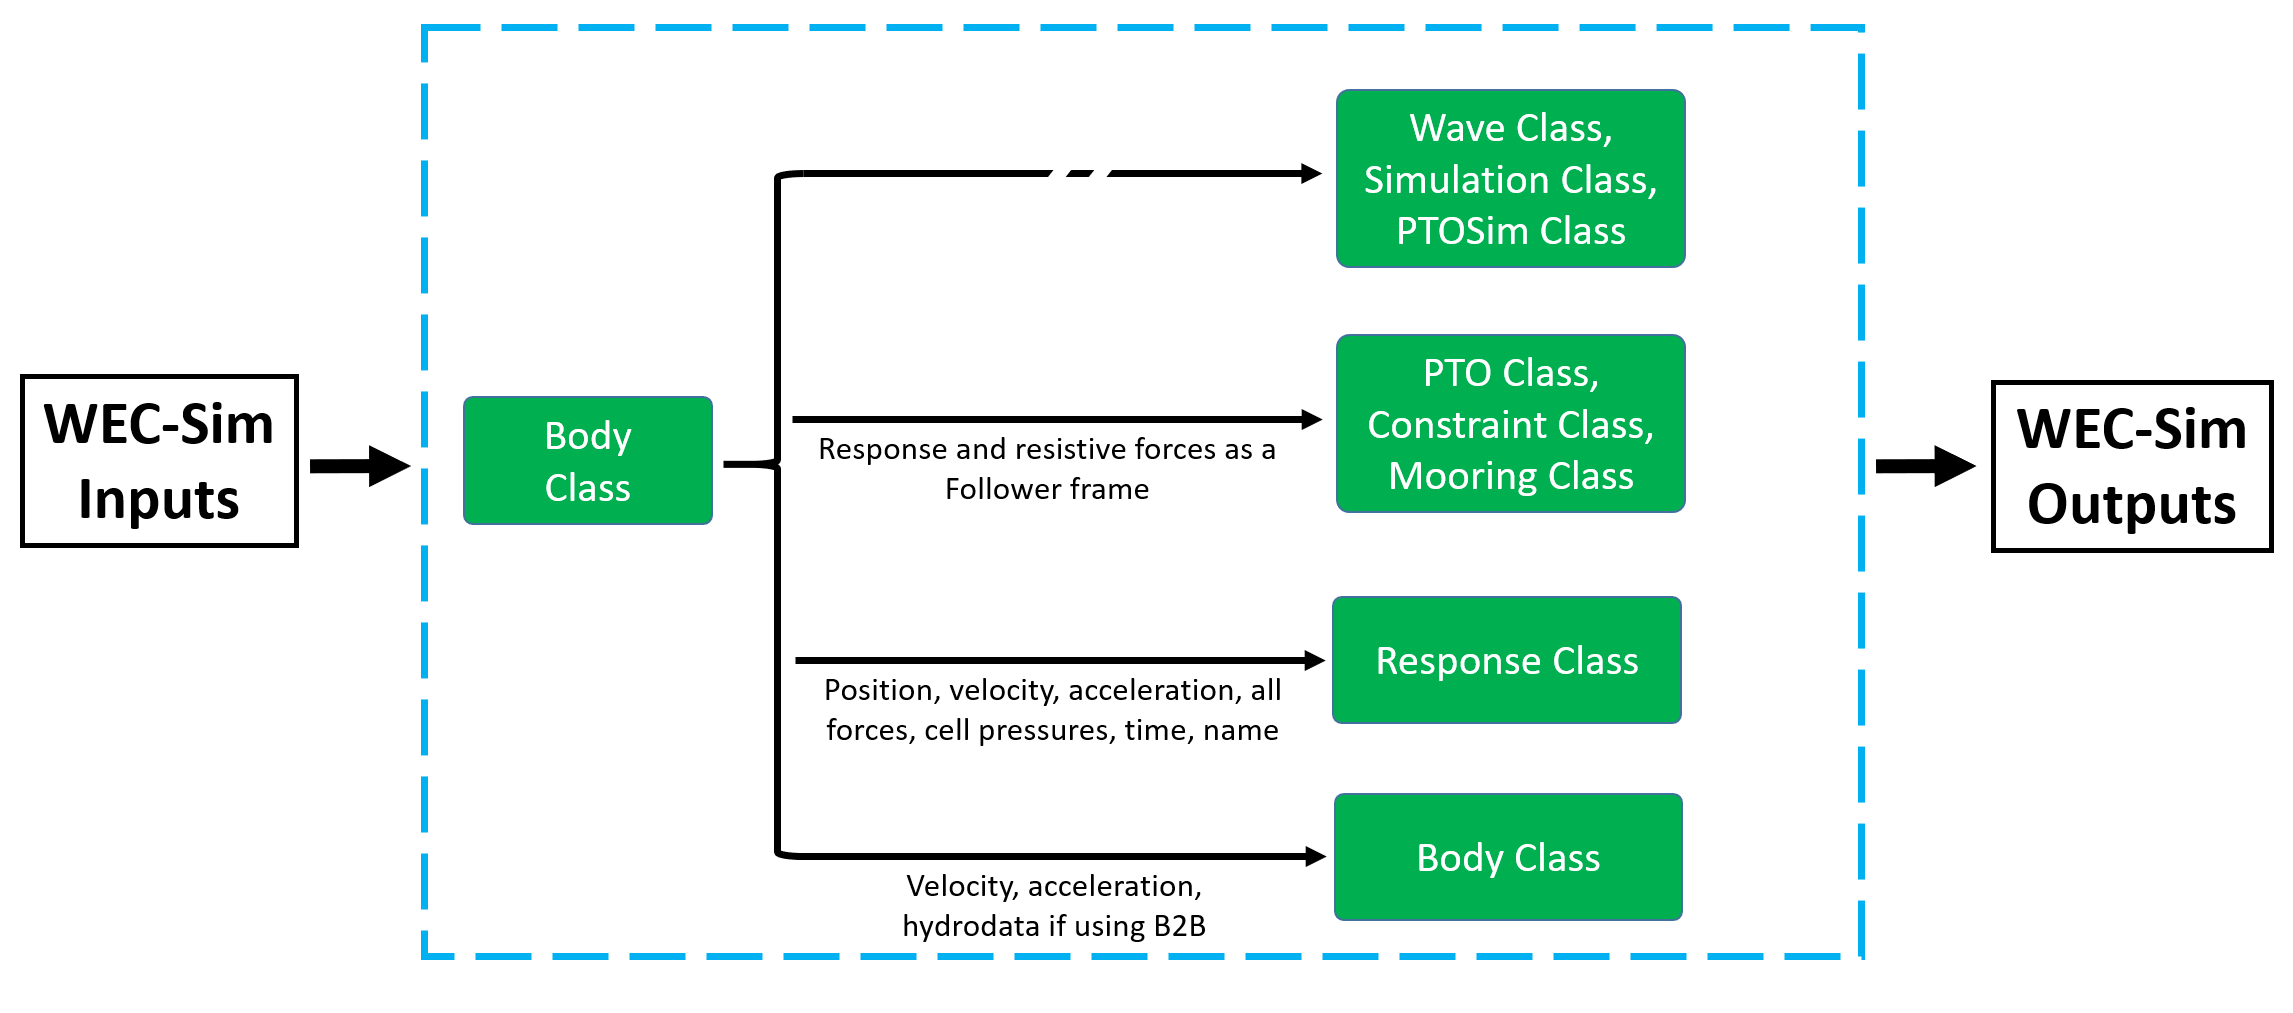 WEC-Sim
Inputs
Body
Class
Wave Class,
Simulation Class,
PTOSim Class
Response and resistive forces as a
Follower frame
PTO Class,
Constraint Class,
Mooring Class
Position, velocity, acceleration, all
forces, cell pressures, time, name
Response Class
Velocity, acceleration,
hydrodata if using B2B
Body Class
WEC-Sim
Outputs